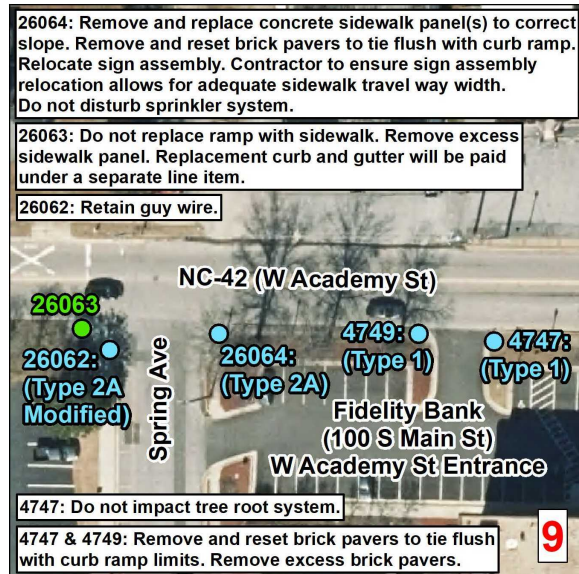 26064: Remove and replace concrete sidewalk panel(s) to correct
slope. Remove and reset brick pavers to tie flush with curb ramp.
Relocate sign assembly. Contractor to ensure sign assembly
relocation allows for adequate sidewalk travel way width.
Do not disturb sprinkler system.
26063: Do not replace ramp with sidewalk. Remove excess
sidewalk panel. Replacement curb and gutter will be paid
under a separate line item.
26062: Retain guy wire.
NC-42 (W Academy St)
26063
26062:
(Type 2A
Modified)
Spring Ave
26064:
(Type 2A)
4749:
(Type 1)
4747:
(Type 1)
Fidelity Bank
(100 S Main St)
W Academy St Entrance
4747: Do not impact tree root system.
4747 & 4749: Remove and reset brick pavers to tie flush
with curb ramp limits. Remove excess brick pavers.
9